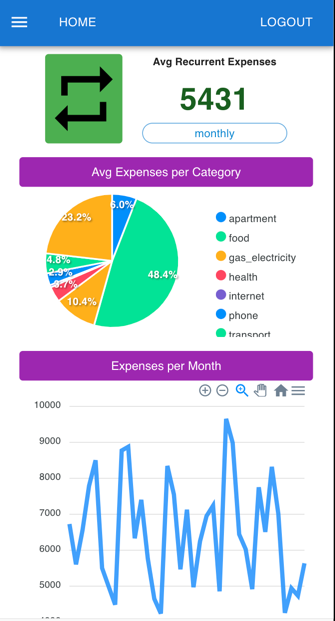 HOME
LOGOUT
Avg Recurrent Expenses
5431
monthly
Avg Expenses per Category
6.0%
23.2%
4.8%
2.9%
3.7%
10.4%
48.4%
apartment
food
gas_electricity
health
internet
phone
transport
Expenses per Month
10000
9000
8000
7000
6000
5000